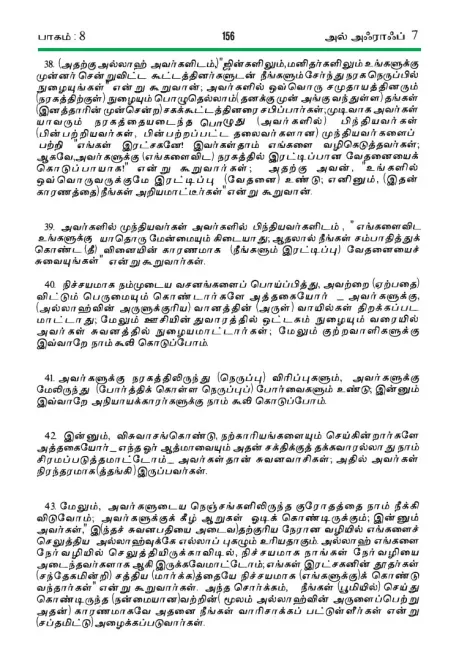 பாகம் : 8 156 அல் அஃராஃப் 7
38. (அதற்கு அல்லாஹ் அவர்களிடம்,) "ஜின்களிலும், மனிதர்களிலும் உங்களுக்கு
முன்னர் சென்றுவிட்ட கூட்டத்தினர்களுடன் நீங்களும் சேர்ந்து நரக நெருப்பில்
நுழையுங்கள்" என்று கூறுவான்; அவர்களில் ஒவ்வொரு சமுதாயத்தினரும்
(நரகத்திற்குள்) நுழையும் பொழுதெல்லாம் (தனக்கு முன் அங்கு வந்துள்ள) தங்கள்
(இனத்தாரின் முன் சென்ற) சகக் கூட்டத்தினரை சபிப்பார்கள்; முடிவாக அவர்கள்
யாவரும் நரகத்தையடைந்த பொழுது (அவர்களில்) பிந்தியவர்கள்
(பின்பற்றியவர்கள், பின்பற்றப்பட்ட தலைவர்களான) முந்தியவர்களைப்
பற்றி "எங்கள் இரட்சகனே! இவர்கள்தாம் எங்களை வழிகெடுத்தவர்கள்;
ஆகவே, அவர்களுக்கு (எங்களைவிட) நரகத்தில் இரட்டிப்பான வேதனையைக்
கொடுப்பாயாக!" என்று கூறுவார்கள்; அதற்கு அவன், "உங்களில்
ஒவ்வொருவருக்குமே இரட்டிப்பு (வேதனை) உண்டு; எனினும், (இதன்
காரணத்தை) நீங்கள் அறியமாட்டீர்கள்" என்று கூறுவான்.
39. அவர்களில் முந்தியவர்கள் அவர்களில் பிந்தியவர்களிடம், "எங்களைவிட
உங்களுக்கு யாதொரு மேன்மையும் கிடையாது; ஆதலால் நீங்கள் சம்பாதித்துக்
கொண்ட (தீ) வினையின் காரணமாக (நீங்களும் இரட்டிப்பு) வேதனையைச்
சுவையுங்கள்" என்று கூறுவார்கள்.
40. நிச்சயமாக நம்முடைய வசனங்களைப் பொய்ப்பித்து, அவற்றை (ஏற்பதை)
விட்டும் பெருமையும் கொண்டார்களே அத்தகையோர் _ அவர்களுக்கு,
(அல்லாஹ்வின் அருளுக்குரிய) வானத்தின் (அருள்) வாயில்கள் திறக்கப்பட
மாட்டாது; மேலும் ஊசியின் துவாரத்தில் ஒட்டகம் நுழையும் வரையில்
அவர்கள் சுவனத்தில் நுழையமாட்டார்கள்; மேலும் குற்றவாளிகளுக்கு
இவ்வாறே நாம் கூலி கொடுப்போம்.
41. அவர்களுக்கு நரகத்திலிருந்து (நெருப்பு) விரிப்புகளும், அவர்களுக்கு
மேலிருந்து (போர்த்திக் கொள்ள நெருப்புப்) போர்வைகளும் உண்டு; இன்னும்
இவ்வாறே அநியாயக்காரர்களுக்கு நாம் கூலி கொடுப்போம்.
42. இன்னும், விசுவாசங்கொண்டு, நற்காரியங்களையும் செய்கின்றார்களே
அத்தகையோர் _ எந்த ஓர் ஆத்மாவையும் அதன் சக்திக்குத் தக்கவாரல்லாது நாம்
சிரமப்படுத்தமாட்டோம் _ அவர்கள் தான் சுவனவாசிகள்; அதில் அவர்கள்
நிரந்தரமாக (தங்கி) இருப்பவர்கள்.
43. மேலும், அவர்களுடைய நெஞ்சங்களிலிருந்த குரோதத்தை நாம் நீக்கி
விடுவோம்; அவர்களுக்குக் கீழ் ஆறுகள் ஓடிக் கொண்டிருக்கும்; இன்னும்
அவர்கள், "இ(ந்தச் சுவனபதியை அடைவ)தற்குரிய நேரான வழியில் எங்களைச்
செலுத்திய அல்லாஹ்வுக்கே எல்லாப் புகழும் உரியதாகும். அல்லாஹ் எங்களை
நேர் வழியில் செலுத்தியிருக்காவிடில், நிச்சயமாக நாங்கள் நேர் வழியை
அடைந்தவர்களாக ஆகி இருக்கவேமாட்டோம்; எங்கள் இரட்சகனின் தூதர்கள்
(சந்தேகமின்றி) சத்திய (மார்க்க)த்தையே நிச்சயமாக (எங்களுக்கு)க் கொண்டு
வந்தார்கள்" என்று கூறுவார்கள். அந்த சொர்க்கம், நீங்கள் (பூமியில்) செய்து
கொண்டிருந்த (நன்மையான)வற்றின் (மூலம் அல்லாஹ்வின் அருளைப்பெற்று
அதன்) காரணமாகவே அதனை நீங்கள் வாரிசாக்கப் பட்டுள்ளீர்கள் என்று
(சப்தமிட்டு) அழைக்கப்படுவார்கள்.